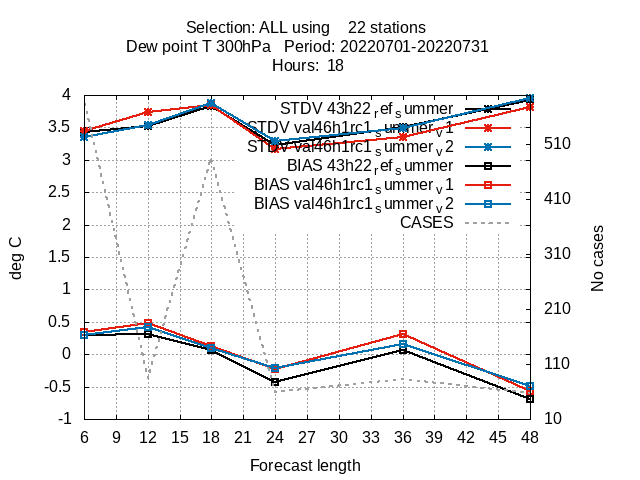 Selection: ALL using    22 stations
Dew point T 300hPa   Period: 20220701-20220731
Hours:  18
STDV 43h22_ref_summer
STDV val46h1rc1_summer_v1
STDV val46h1rc1_summer_v2
BIAS 43h22_ref_summer
BIAS val46h1rc1_summer_v1
BIAS val46h1rc1_summer_v2
CASES
4
3.5
3
2.5
2
1.5
1
0.5
0
-0.5
-1
deg C
510
410
310
210
110
10
No cases
6 9 12 15 18 21 24 27 30 33 36 39 42 45 48
Forecast length